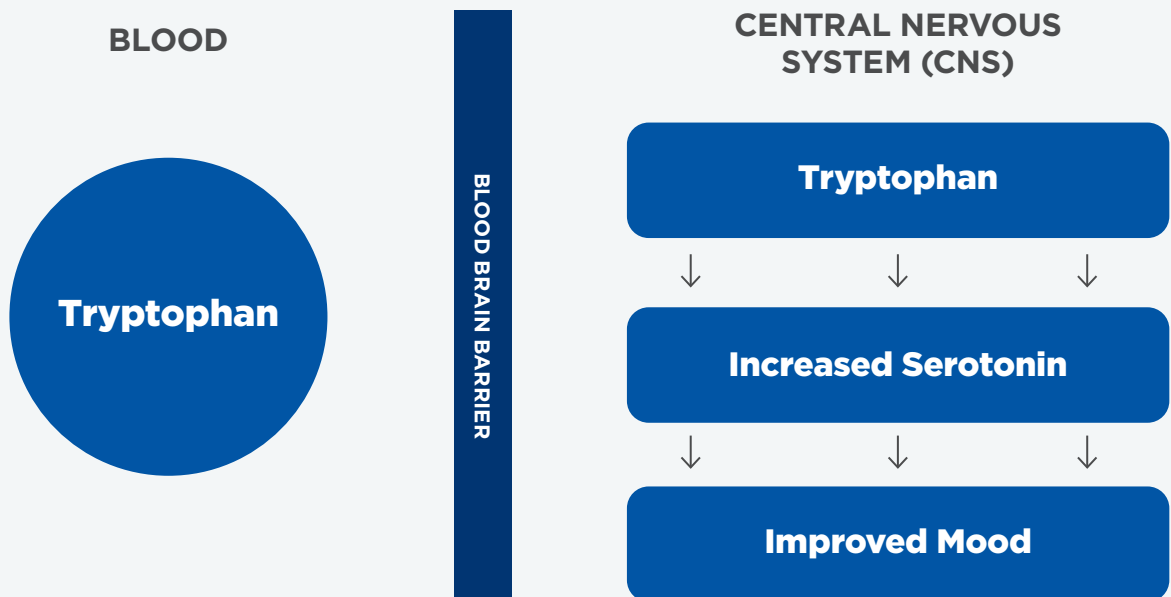 BLOOD
Tryptophan
BLOOD BRAIN BARRIER
CENTRAL NERVOUS
SYSTEM (CNS)
Tryptophan
Increased Serotonin
Improved Mood